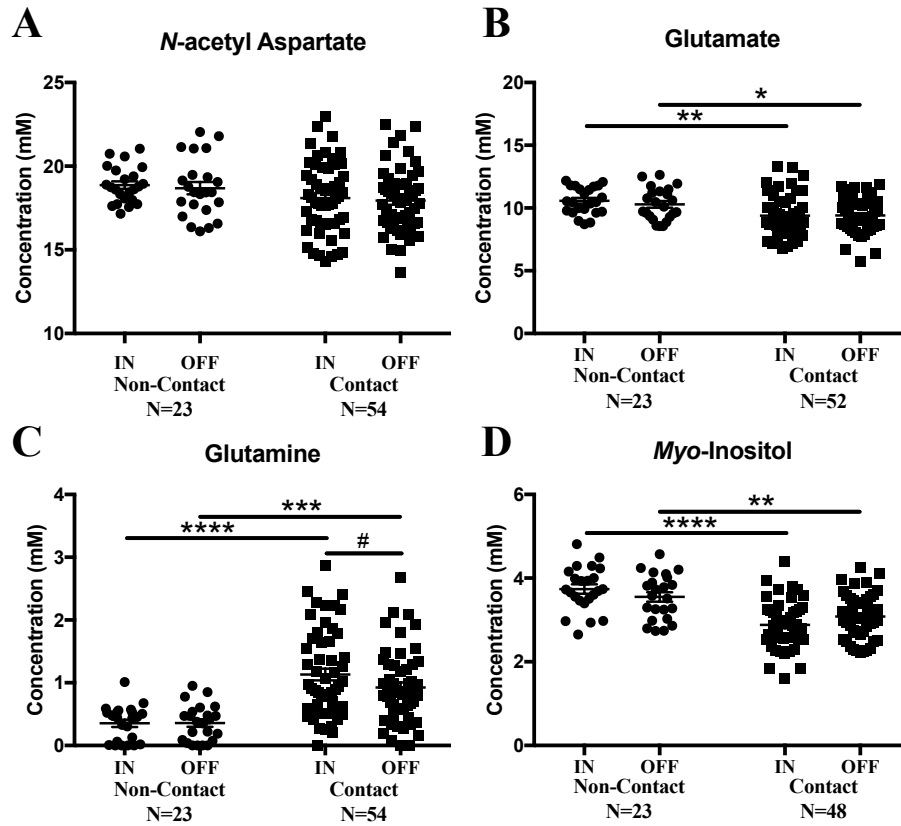 A
N-acetyl Aspartate
Concentration (mM)
25
20
15
10
IN OFF IN OFF
Non-Contact Contact
N=23 N=54
B
Glutamate
Concentration (mM)
20
15
10
5
0
*
**
IN OFF IN OFF
Non-Contact Contact
N=23 N=52
C
Glutamine
Concentration (mM)
4
3
2
1
0
***
****
#
IN OFF IN OFF
Non-Contact Contact
N=23 N=54
D
Myo-Inositol
Concentration (mM)
6
4
2
0
**
****
IN OFF IN OFF
Non-Contact Contact
N=23 N=48